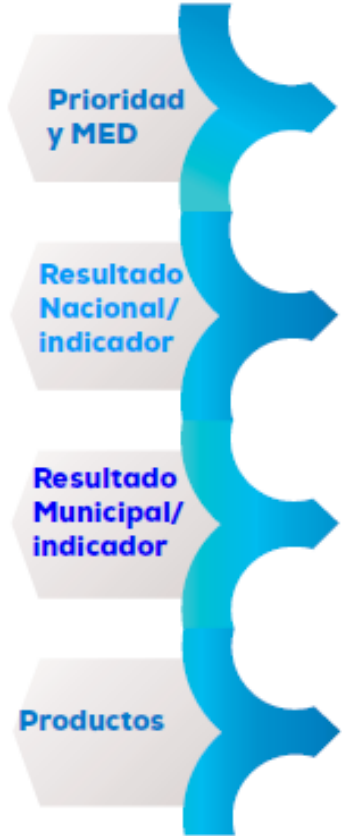 Prioridad
y MED
Resultado
Nacional/
indicador
Resultado
Municipal/
indicador
Productos